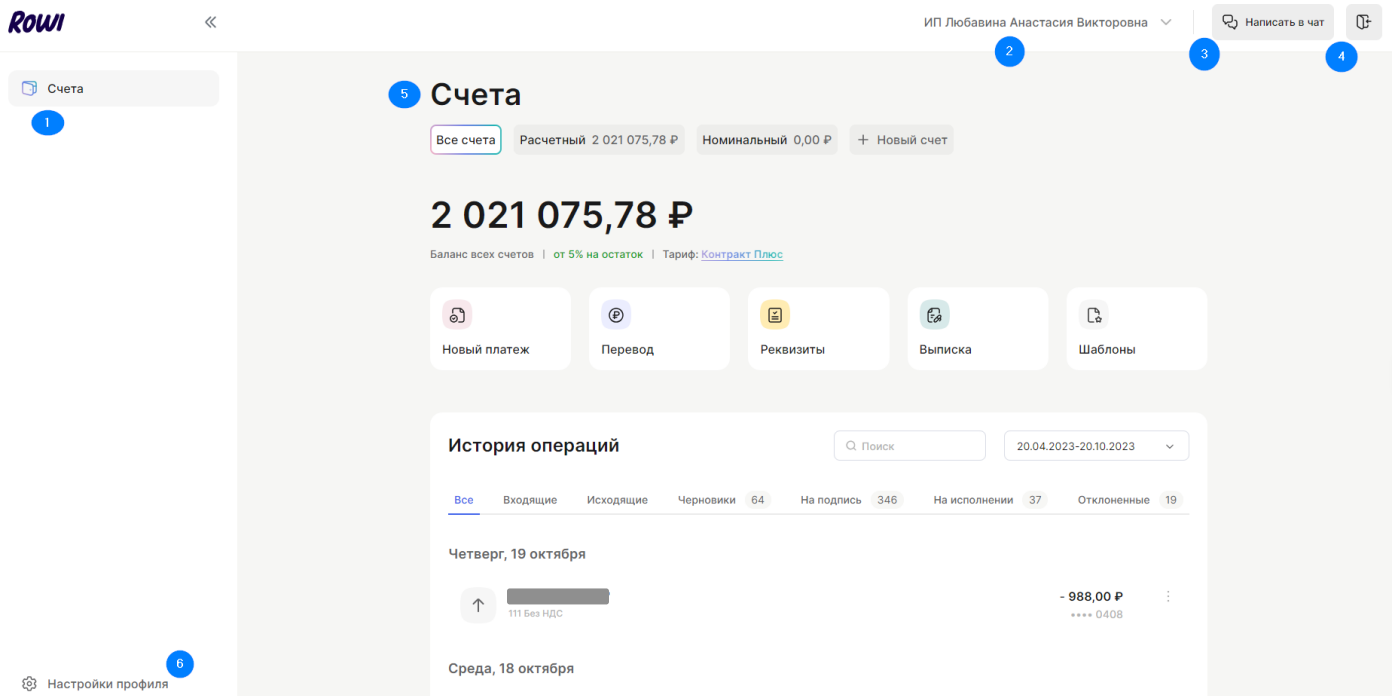 ROWI
ИП Любавина Анастасия Викторовна
Написать в чат
2
3
4
Счета
1
5 Счета
Все счета Расчетный 2 021 075,78 ₽ Номинальный 0,00 ₽ + Новый счет
2 021 075,78 ₽
Баланс всех счетов | от 5% на остаток | Тариф: Контракт Плюс
Новый платеж Перевод Реквизиты Выписка Шаблоны
История операций Поиск 20.04.2023-20.10.2023
Все Входящие Исходящие Черновики 64 На подпись 346 На исполнении 37 Отклоненные 19
Четверг, 19 октября
- 988,00 ₽
111 Без НДС •••• 0408
Среда, 18 октября
6
Настройки профиля